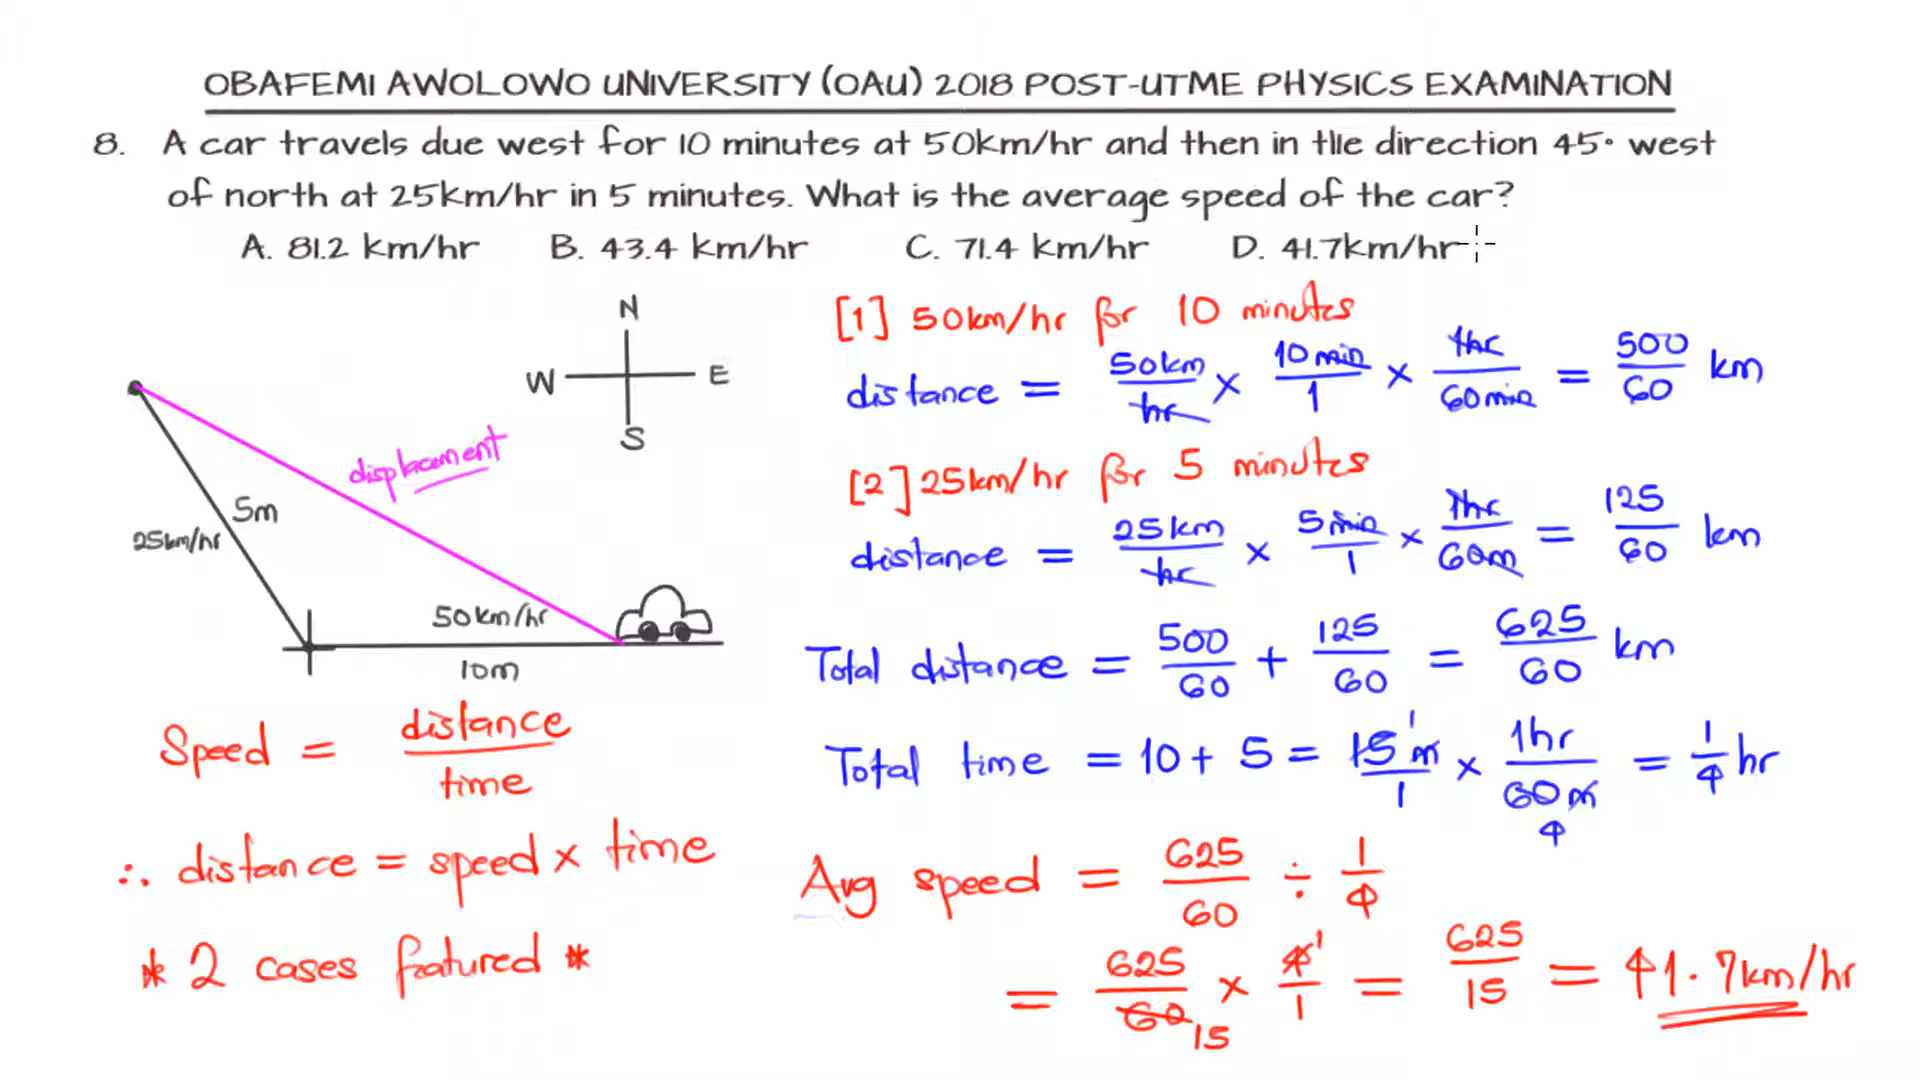 OBAFEMI AWOLOWO UNIVERSITY (OAU) 2018 POST-UTME PHYSICS EXAMINATION
8. A car travels due west for 10 minutes at 50km/hr and then in tlle direction 45• west
of north at 25km/hr in 5 minutes. What is the average speed of the car?
A. 81.2 km/hr B. 43.4 km/hr C. 71.4 km/hr D. 41.7km/hr
N
W E
S
displacement
5m
25km/hr
50km/hr
10m
Speed = distance / time
∴ distance = speed x time
* 2 cases featured *
[1] 50km/hr for 10 minutes
distance = 50km/hr × 10min/1 × 1hr/60min = 500/60 km
[2] 25km/hr for 5 minutes
distance = 25km/hr × 5min/1 × 1hr/60m = 125/60 km
Total distance = 500/60 + 125/60 = 625/60 km
Total time = 10 + 5 = 15m/1 × 1hr/60m = 1/4 hr
1
4
Avg speed = 625/60 ÷ 1/4
= 625/60 × 4/1 = 625/15 = 41.7km/hr
1
15